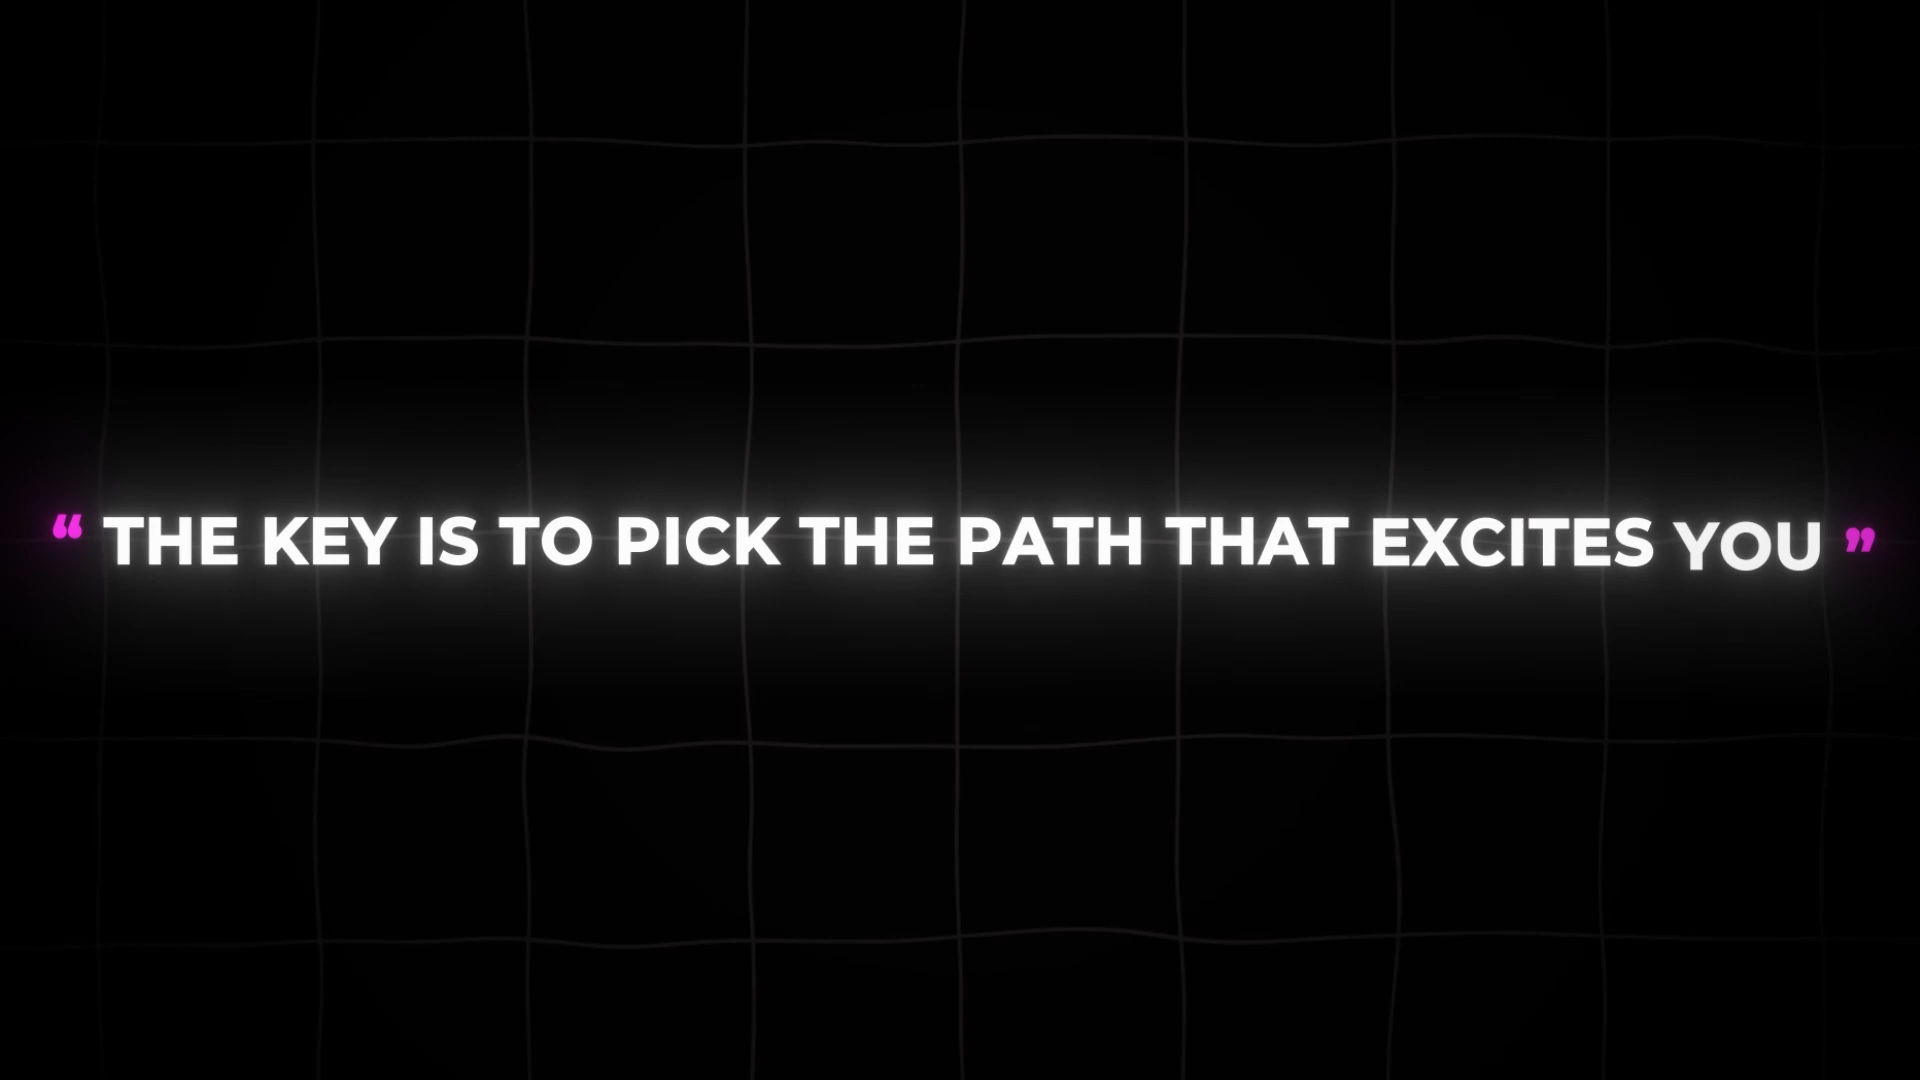 “ THE KEY IS TO PICK THE PATH THAT EXCITES YOU ”